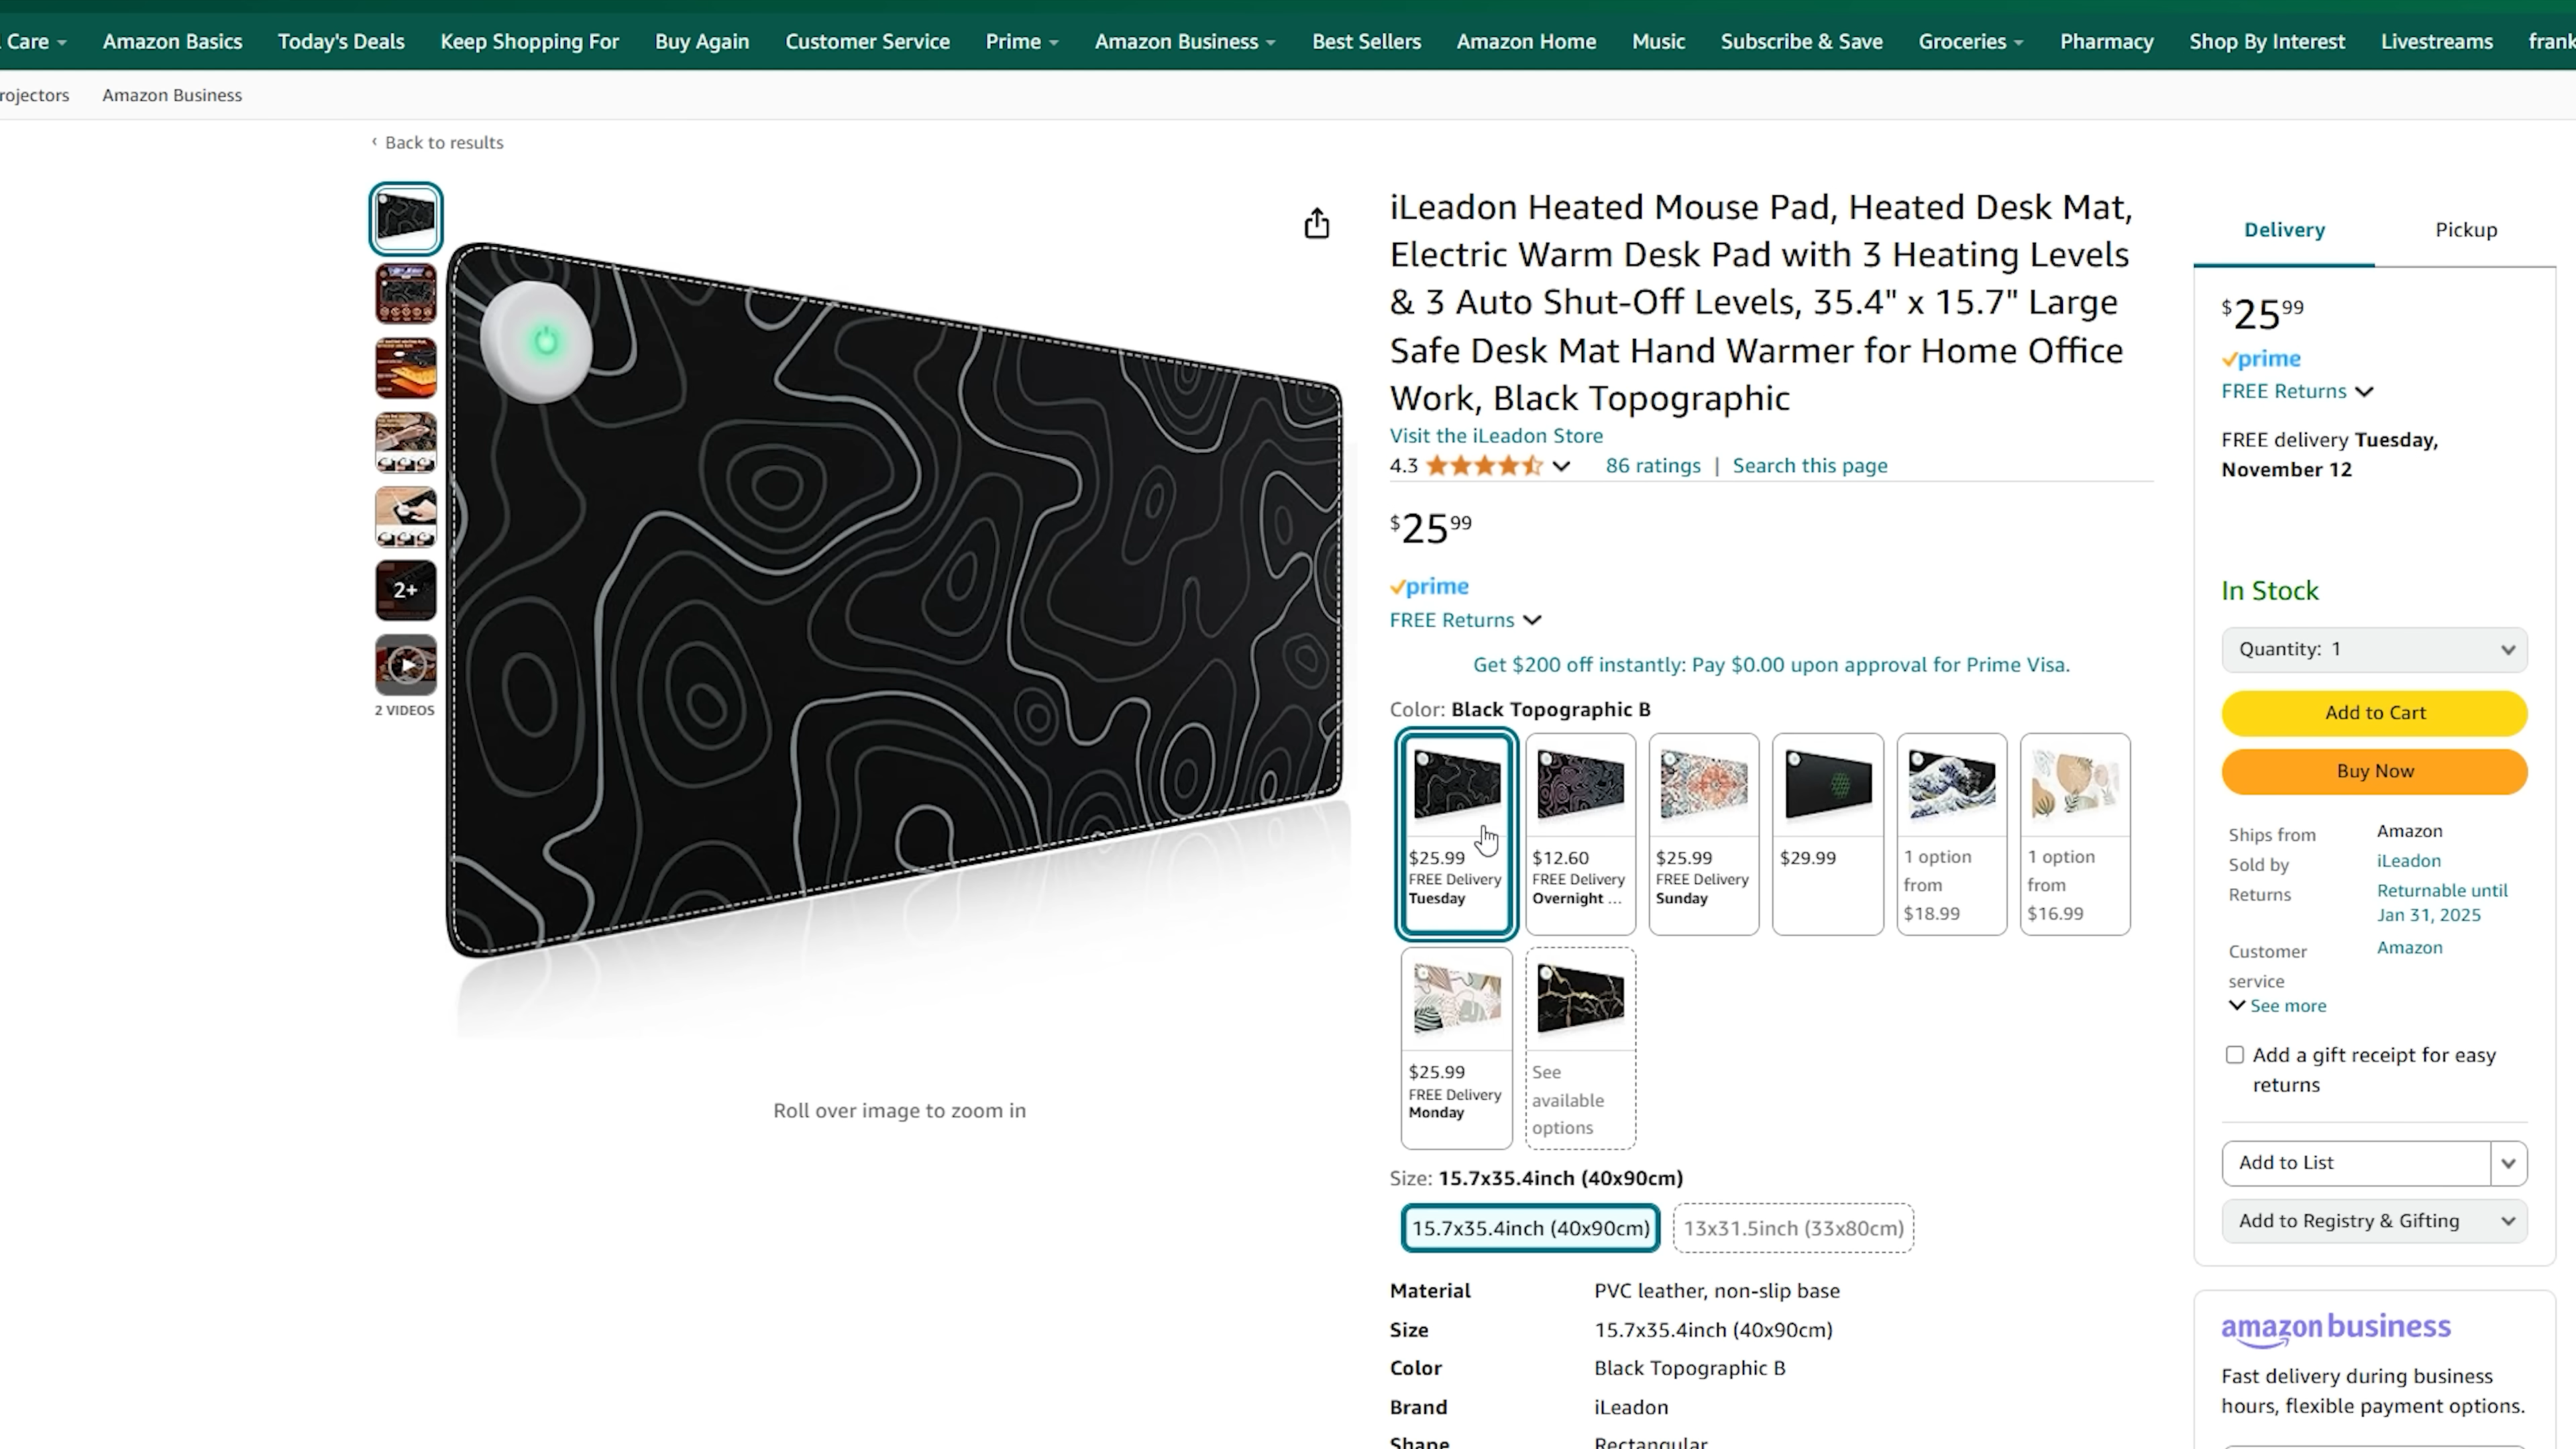 Care
Amazon Basics
Today's Deals
Keep Shopping For
Buy Again
Customer Service
Prime
Amazon Business
Best Sellers
Amazon Home
Music
Subscribe & Save
Groceries
Pharmacy
Shop By Interest
Livestreams
frank
rojectors
Amazon Business
‹ Back to results
2+
2 VIDEOS
Roll over image to zoom in
iLeadon Heated Mouse Pad, Heated Desk Mat,
Electric Warm Desk Pad with 3 Heating Levels
& 3 Auto Shut-Off Levels, 35.4" x 15.7" Large
Safe Desk Mat Hand Warmer for Home Office
Work, Black Topographic
Visit the iLeadon Store
4.3 86 ratings | Search this page
$25 99
prime
FREE Returns
Get $200 off instantly: Pay $0.00 upon approval for Prime Visa.
Color: Black Topographic B
$25.99
FREE Delivery
Tuesday
$12.60
FREE Delivery
Overnight ...
$25.99
FREE Delivery
Sunday
$29.99
1 option
from
$18.99
1 option
from
$16.99
$25.99
FREE Delivery
Monday
See
available
options
Size: 15.7x35.4inch (40x90cm)
15.7x35.4inch (40x90cm)
13x31.5inch (33x80cm)
Material PVC leather, non-slip base
Size 15.7x35.4inch (40x90cm)
Color Black Topographic B
Brand iLeadon
Shape Rectangular
Delivery
Pickup
$25 99
prime
FREE Returns
FREE delivery Tuesday,
November 12
In Stock
Quantity: 1
Add to Cart
Buy Now
Ships from Amazon
Sold by iLeadon
Returns Returnable until
Jan 31, 2025
Customer Amazon
service
See more
Add a gift receipt for easy
returns
Add to List
Add to Registry & Gifting
amazon business
Fast delivery during business
hours, flexible payment options.